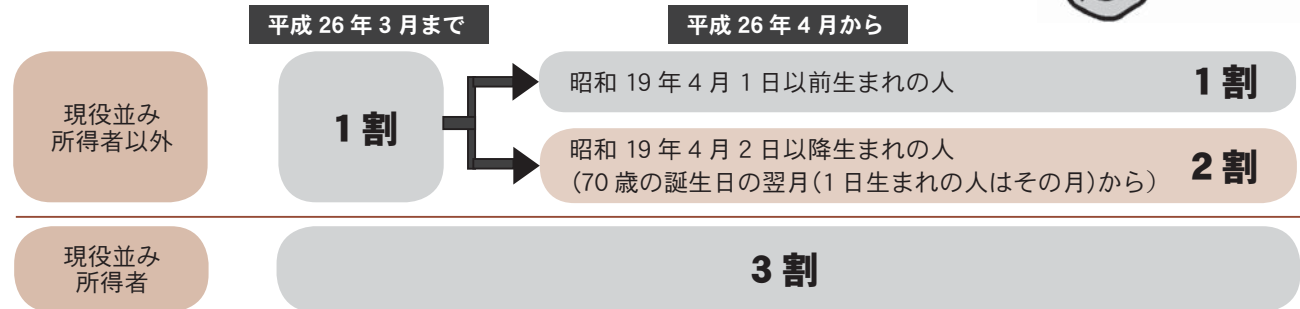 平成 26 年 3 月まで
平成 26 年 4 月から
現役並み
所得者以外
1 割
昭和 19 年 4 月 1 日以前生まれの人
1 割
昭和 19 年 4 月 2 日以降生まれの人
(70 歳の誕生日の翌月(1 日生まれの人はその月)から)
2 割
現役並み
所得者
3 割